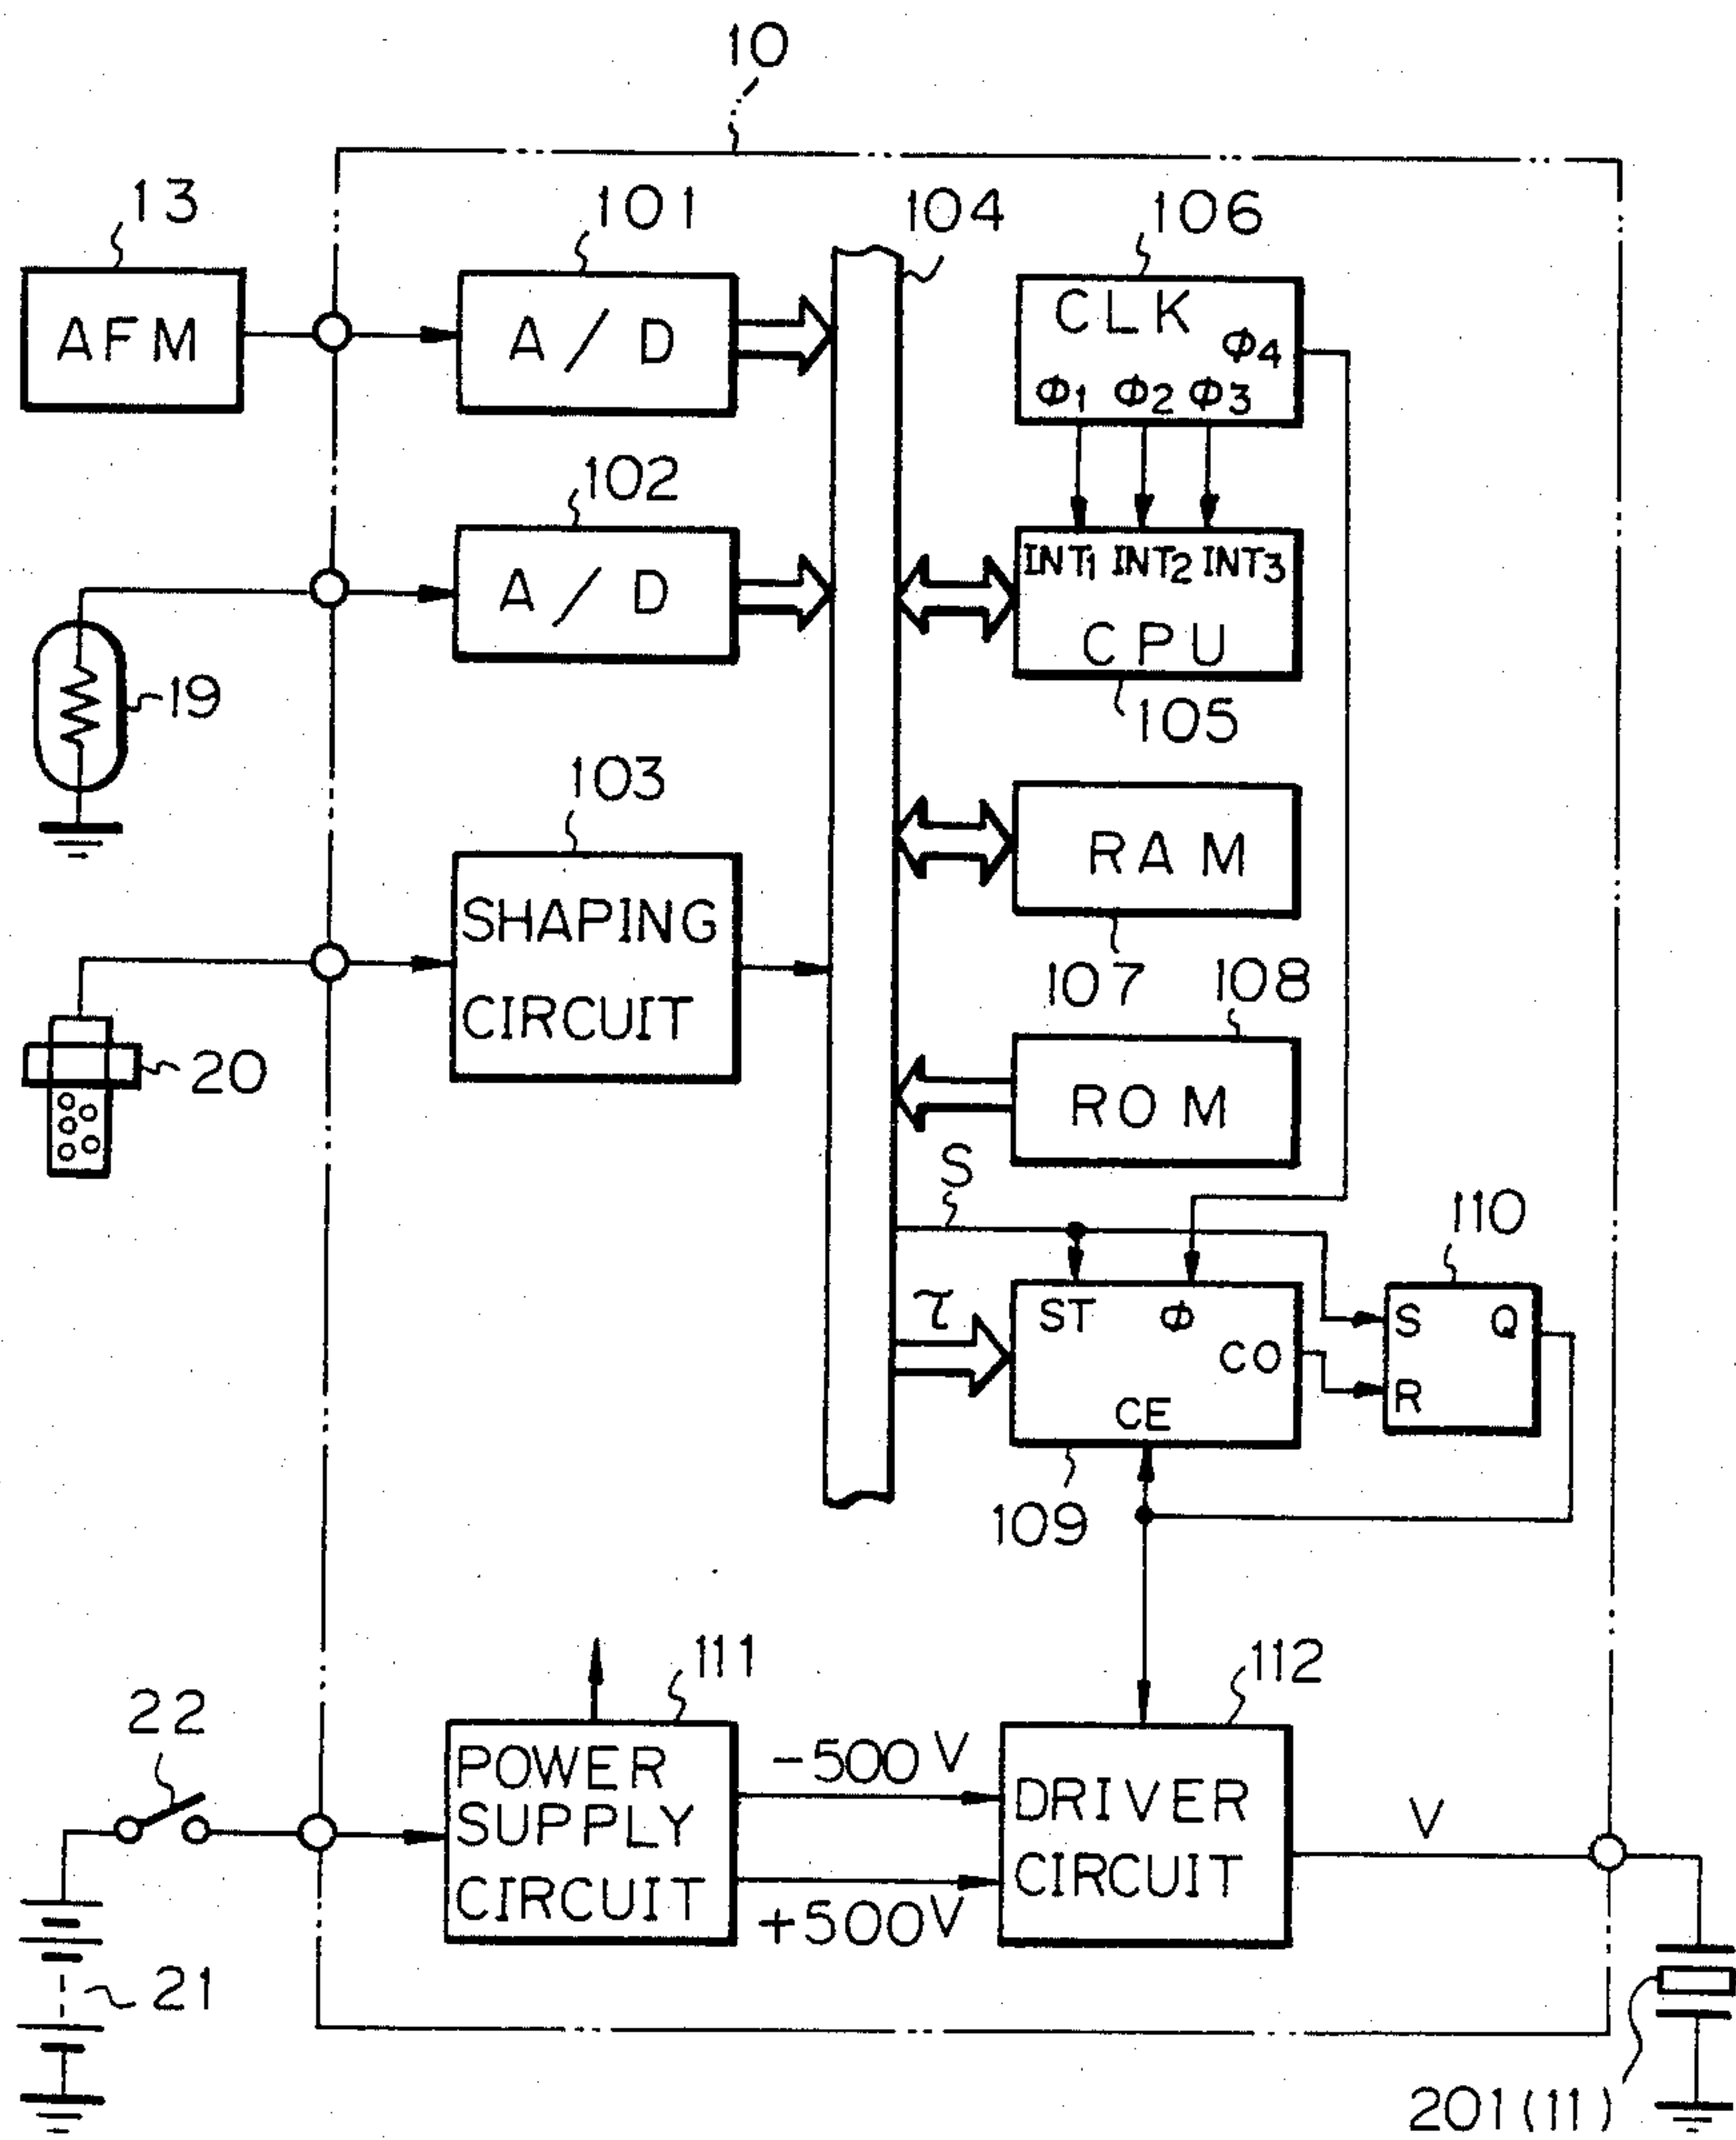 10
13
101
104
106
AFM
A/D
CLK
Φ4
Φ1 Φ2 Φ3
102
A/D
INT1 INT2 INT3
CPU
19
105
103
SHAPING
CIRCUIT
RAM
107
108
20
ROM
S
110
τ
ST Φ
CO
CE
S Q
R
109
111
112
22
POWER
SUPPLY
CIRCUIT
-500V
+500V
DRIVER
CIRCUIT
V
21
201(11)